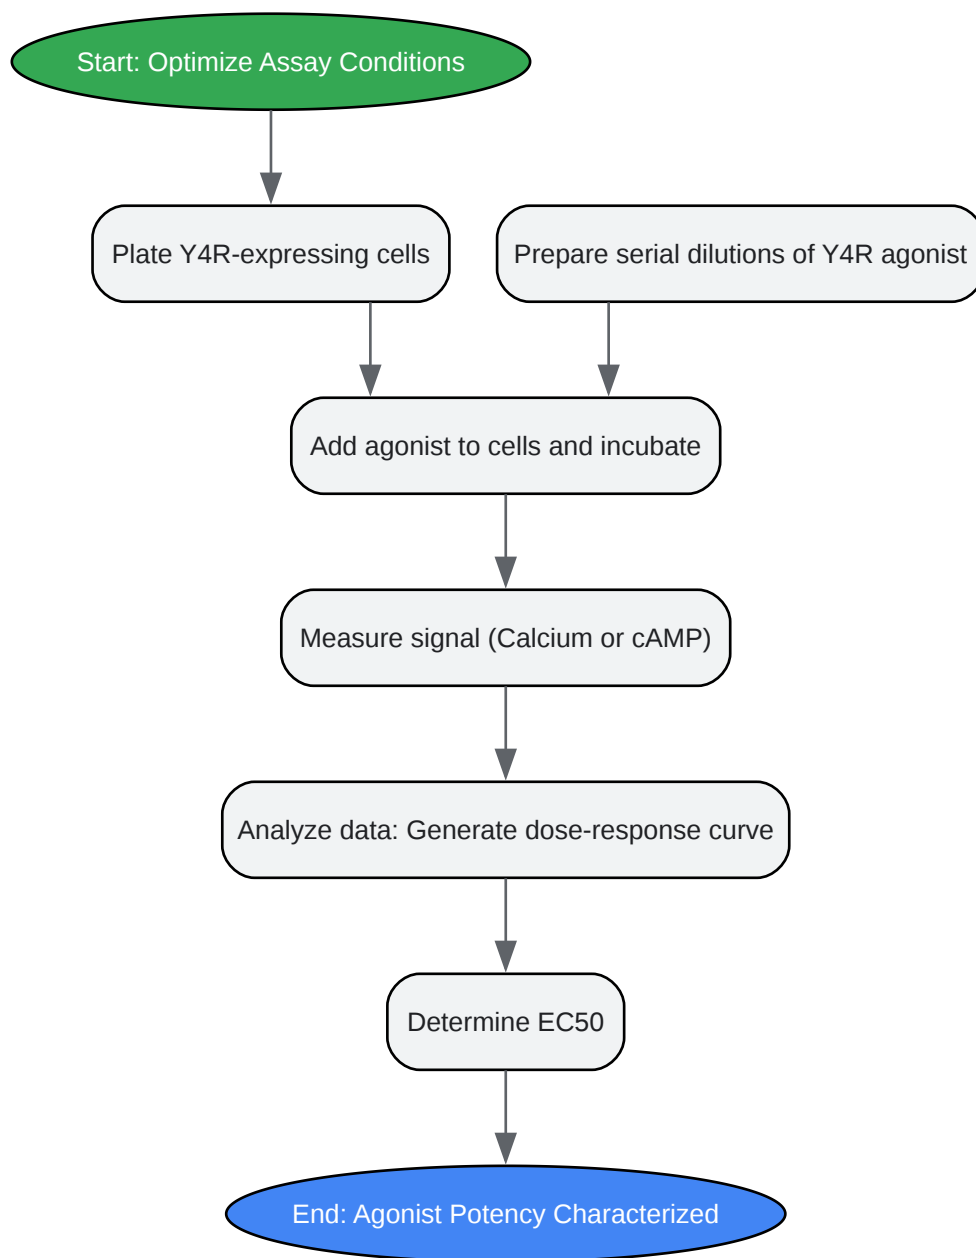 Start: Optimize Assay Conditions
Plate Y4R-expressing cells
Prepare serial dilutions of Y4R agonist
Add agonist to cells and incubate
Measure signal (Calcium or cAMP)
Analyze data: Generate dose-response curve
Determine EC50
End: Agonist Potency Characterized